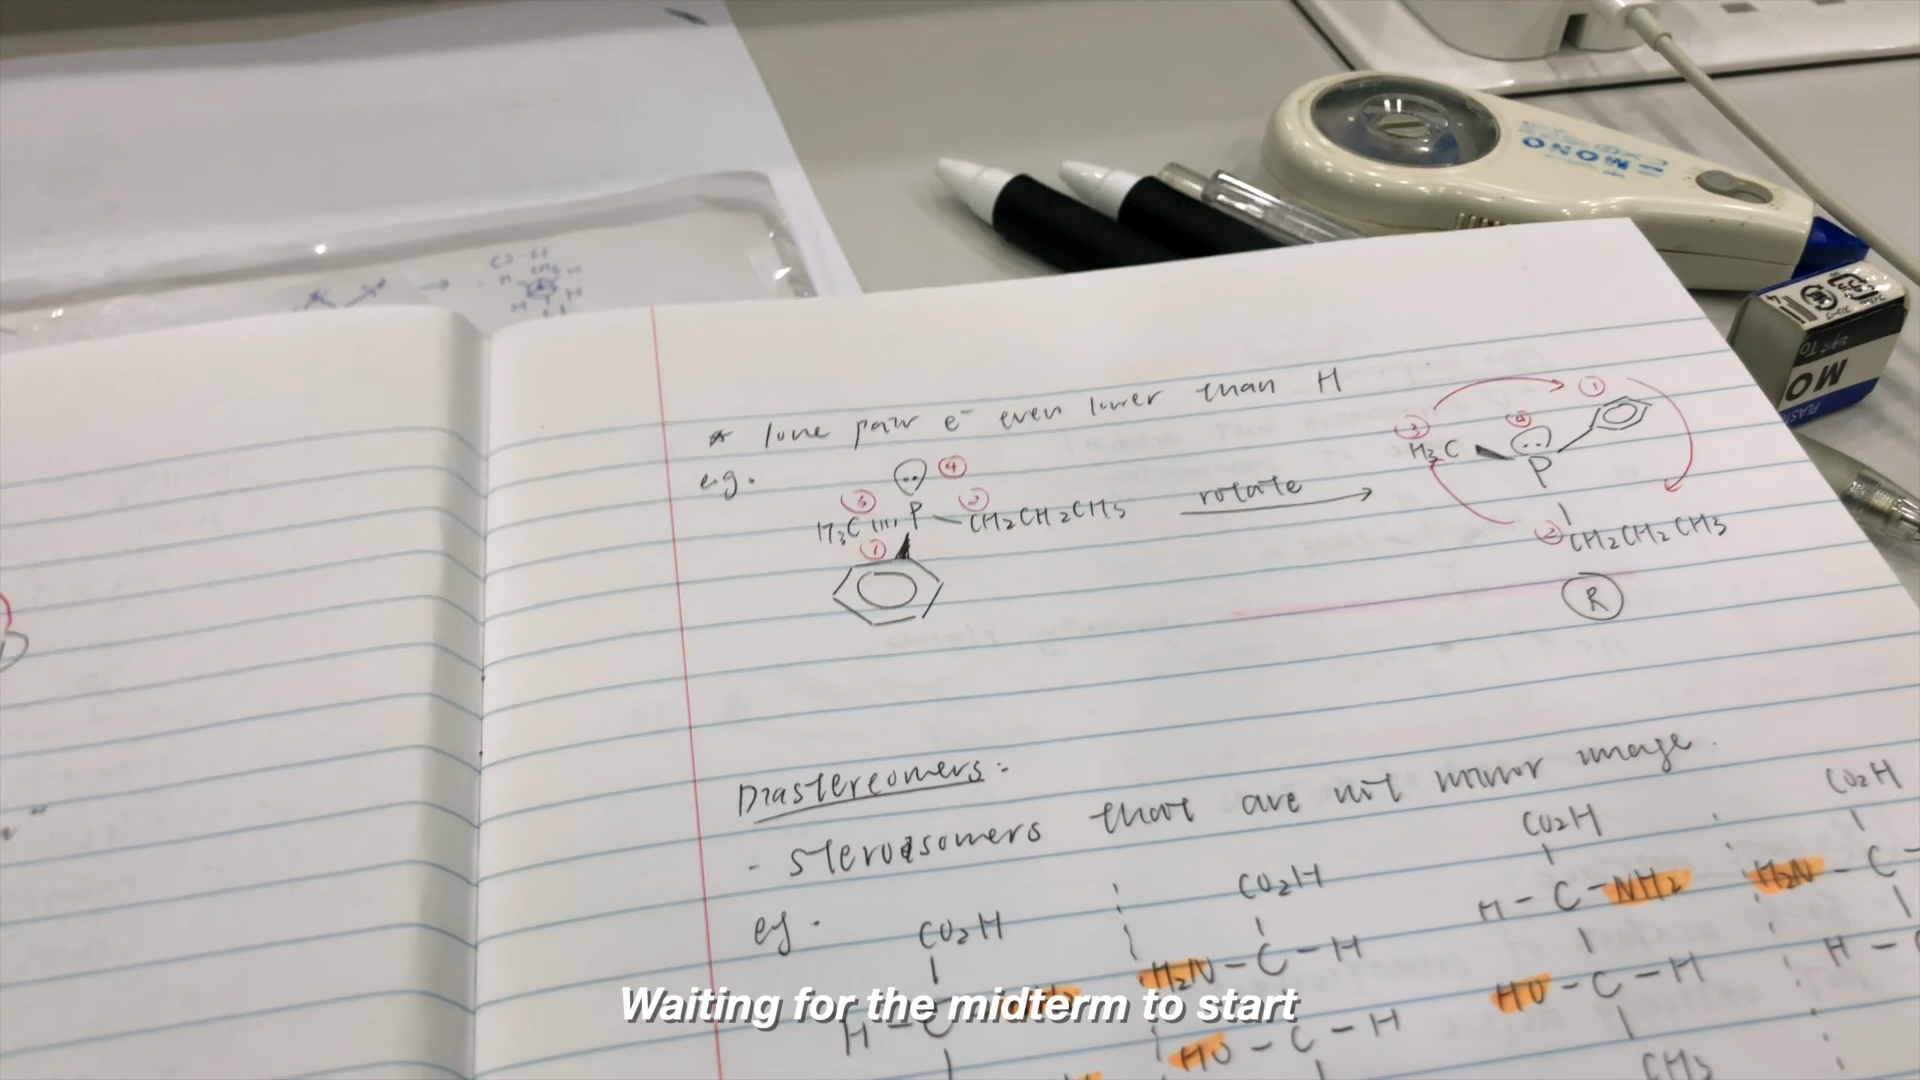 * lone pair e⁻ even lower than H
e.g.
④
③ ②
H₃C P CH₂CH₂CH₃
①
rotate
③ ④ ①
H₃C P
② CH₂CH₂CH₃
R
Diastereomers:
- steroisomers that are not mirror image.
eg.
CO₂H CO₂H CO₂H CO₂H
H - C
H₂N - C - H
H - C - NH₂
H₂N - C -
HO - C - H
HO - C - H
H - C
CH₃
MONO
MO
Waiting for the midterm to start